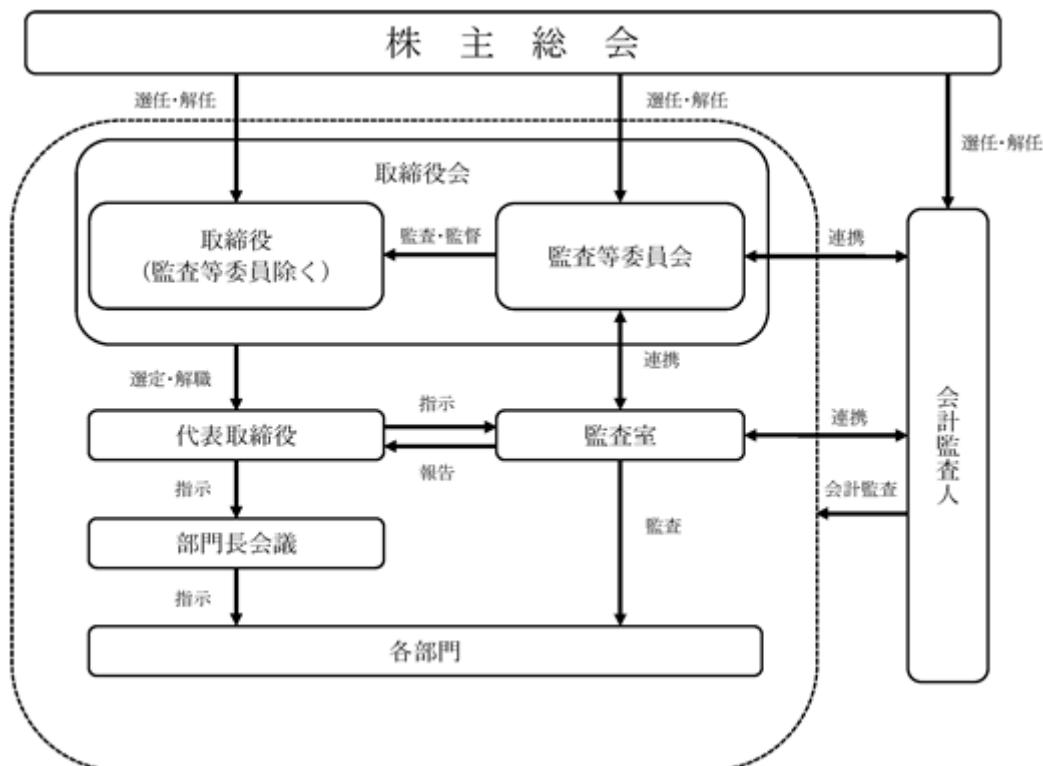 株主総会
選任・解任
選任・解任
選任・解任
取締役会
取締役
（監査等委員除く）
監査・監督
監査等委員会
連携
選定・解職
連携
代表取締役
指示
報告
監査室
連携
会計監査人
指示
会計監査
部門長会議
監査
指示
各部門